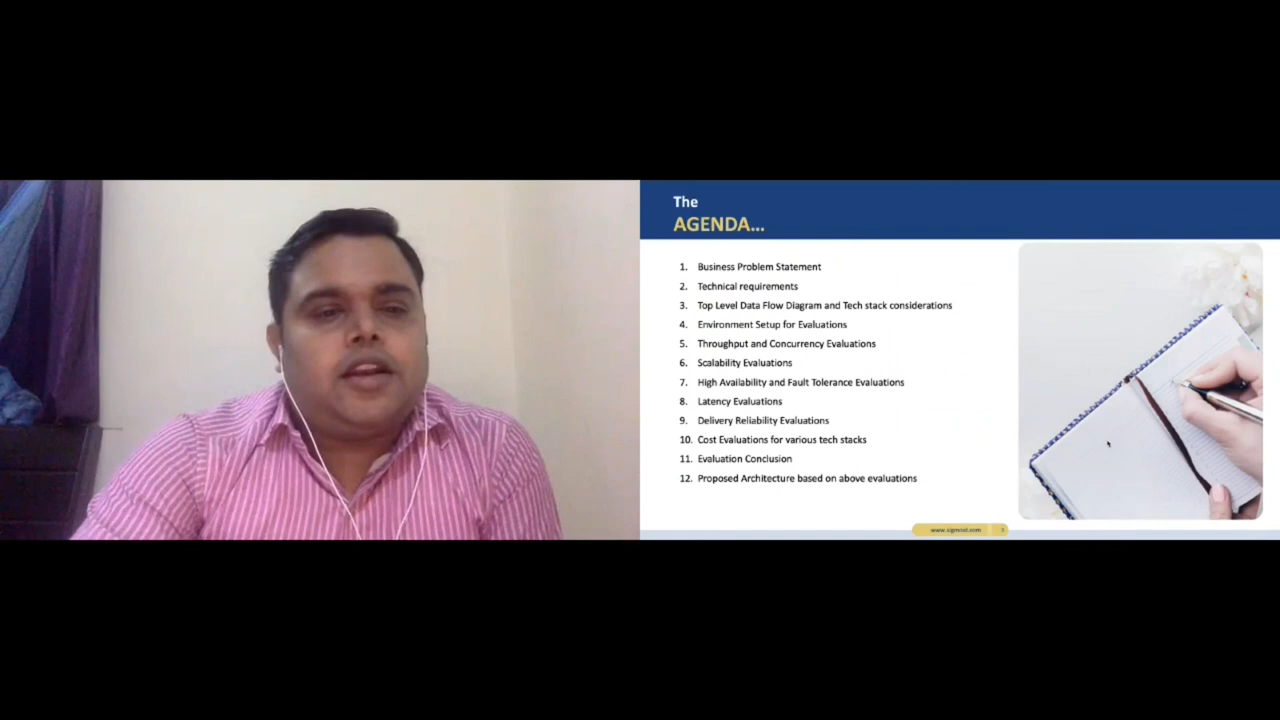 The
AGENDA...
1. Business Problem Statement
2. Technical requirements
3. Top Level Data Flow Diagram and Tech stack considerations
4. Environment Setup for Evaluations
5. Throughput and Concurrency Evaluations
6. Scalability Evaluations
7. High Availability and Fault Tolerance Evaluations
8. Latency Evaluations
9. Delivery Reliability Evaluations
10. Cost Evaluations for various tech stacks
11. Evaluation Conclusion
12. Proposed Architecture based on above evaluations